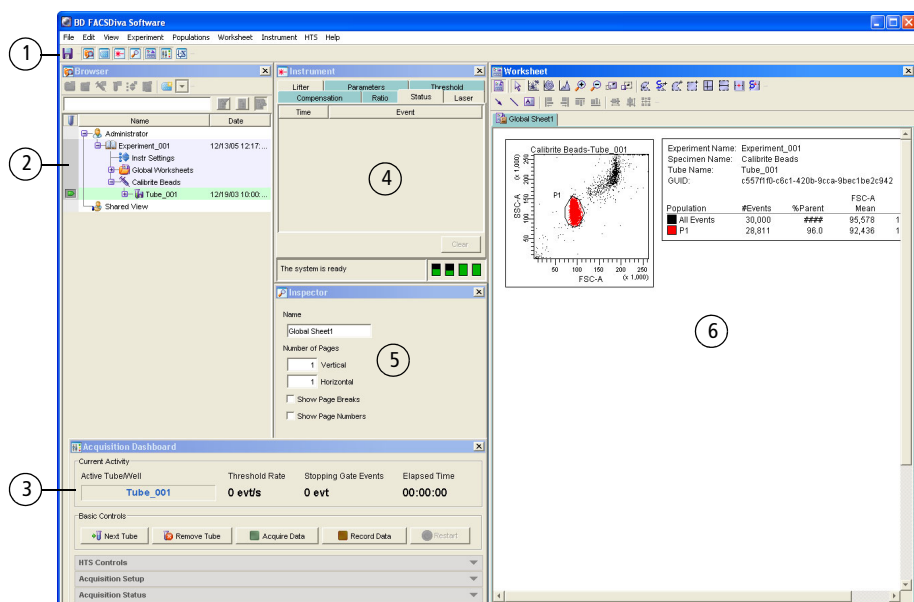 BD FACSDiva Software
File Edit View Experiment Populations Worksheet Instrument HTS Help
1
Browser
Name Date
Administrator
Experiment_001 12/13/05 12:17:...
Instr Settings
Global Worksheets
Calibrite Beads
Tube_001 12/19/03 10:00:...
Shared View
2
Instrument
Lifter Parameters Threshold
Compensation Ratio Status Laser
Time Event
4
Clear
The system is ready
Inspector
Name
Global Sheet1
Number of Pages
1 Vertical
1 Horizontal
Show Page Breaks
Show Page Numbers
5
Acquisition Dashboard
Current Activity
Active Tube/Well Threshold Rate Stopping Gate Events Elapsed Time
Tube_001 0 evt/s 0 evt 00:00:00
3
Basic Controls
Next Tube Remove Tube Acquire Data Record Data Restart
HTS Controls
Acquisition Setup
Acquisition Status
Worksheet
Global Sheet1
Calibrite Beads-Tube_001
(x 1,000)
SSC-A
50 100 150 200 250
P1
50 100 150 200 250
FSC-A (x 1,000)
Experiment Name: Experiment_001
Specimen Name: Calibrite Beads
Tube Name: Tube_001
GUID: c557f1f0-c6c1-420b-9cca-9bec1be2c942
FSC-A
Population #Events %Parent Mean
All Events 30,000 #### 95,578 1
P1 28,811 96.0 92,436 1
6